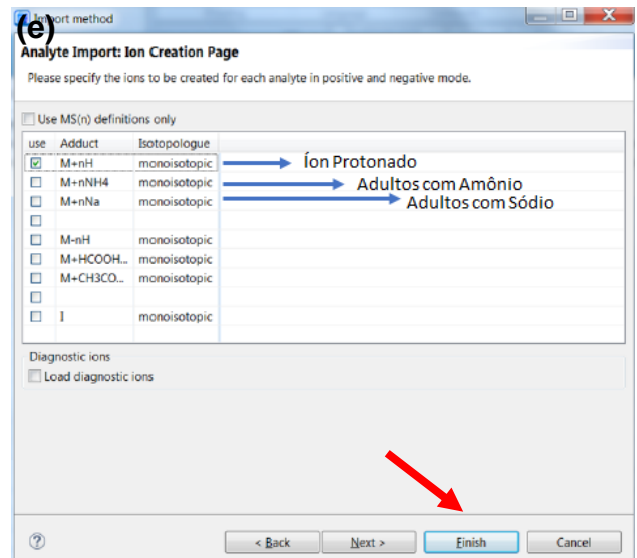 (e)
Import method
Analyte Import: Ion Creation Page
Please specify the ions to be created for each analyte in positive and negative mode.
Use MS(n) definitions only
use Adduct Isotopologue
M+nH monoisotopic Íon Protonado
M+nNH4 monoisotopic Adultos com Amônio
M+nNa monoisotopic Adultos com Sódio
M-nH monoisotopic
M+HCOOH... monoisotopic
M+CH3CO... monoisotopic
I monoisotopic
Diagnostic ions
Load diagnostic ions
< Back Next > Finish Cancel